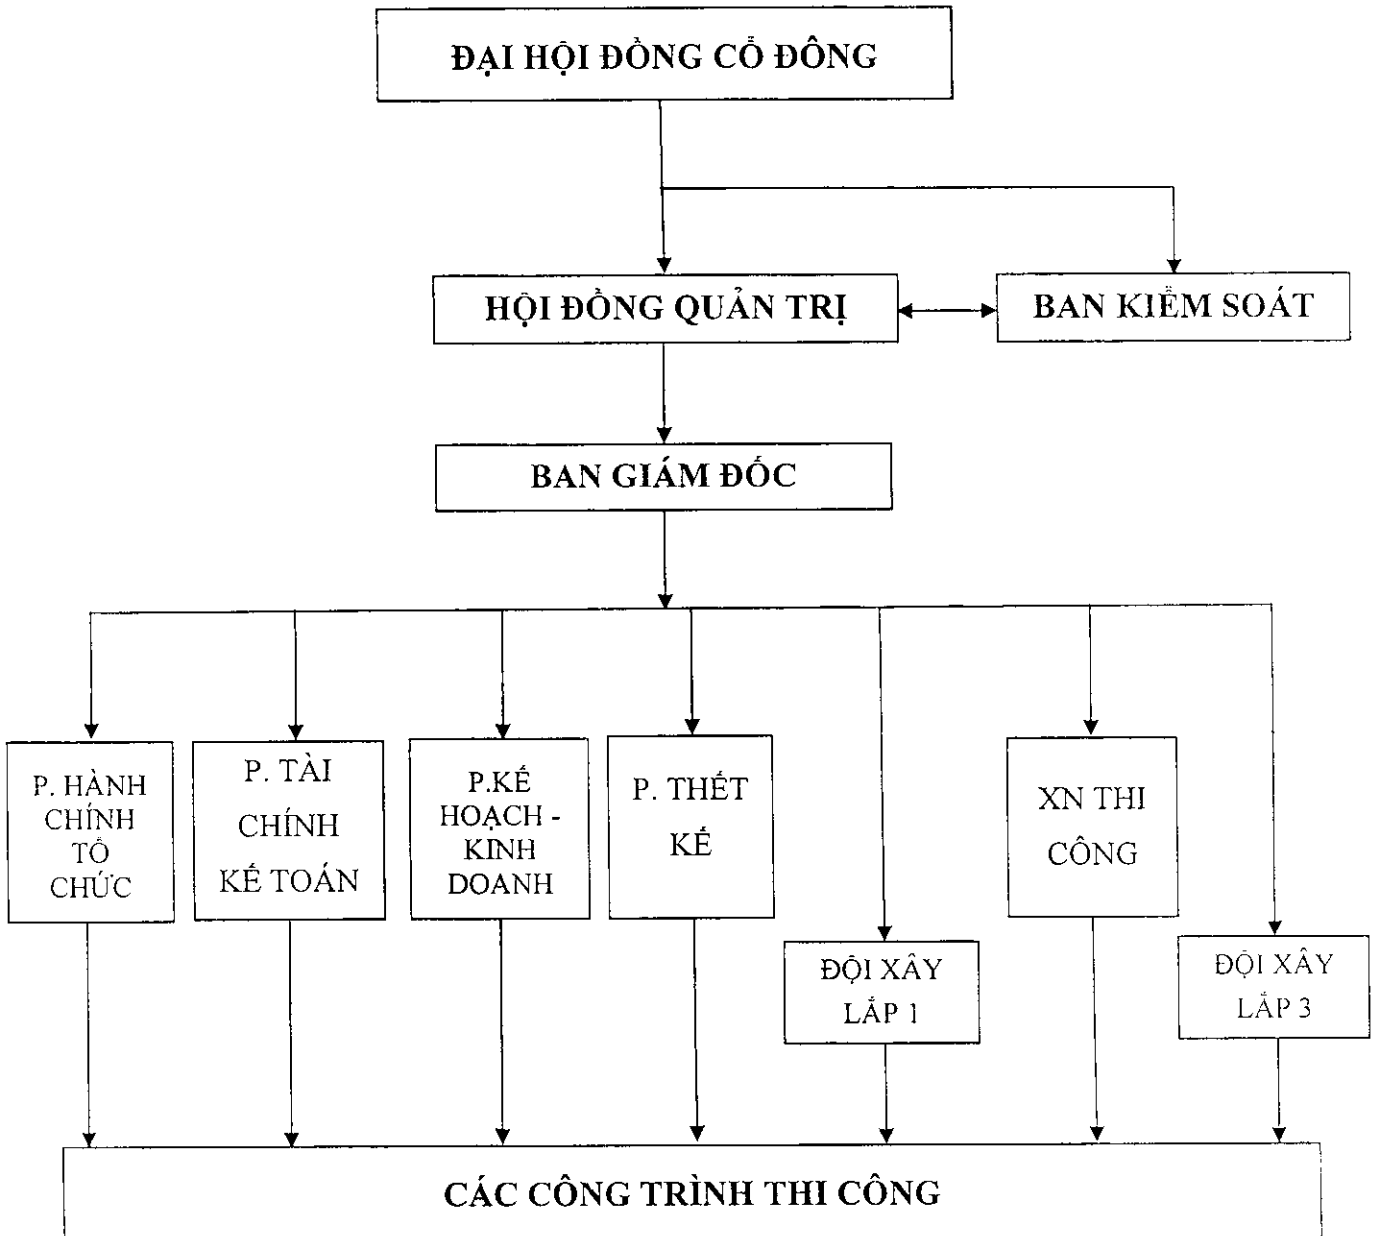 ĐẠI HỘI ĐỒNG CỔ ĐÔNG
HỘI ĐỒNG QUẢN TRỊ
BAN KIỂM SOÁT
BAN GIÁM ĐỐC
P. HÀNH
CHÍNH
TỔ
CHỨC
P. TÀI
CHÍNH
KẾ TOÁN
P.KẾ
HOẠCH -
KINH
DOANH
P. THẾT
KẾ
ĐỘI XÂY
LẮP 1
XN THI
CÔNG
ĐỘI XÂY
LẮP 3
CÁC CÔNG TRÌNH THI CÔNG